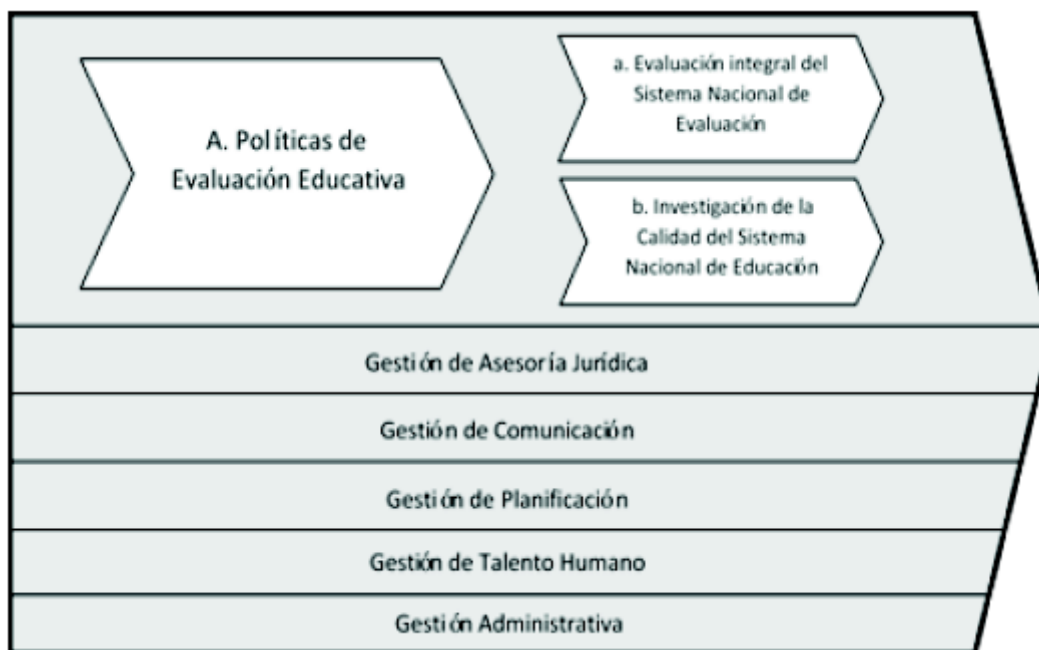 A. Políticas de
Evaluación Educativa
a. Evaluación integral del
Sistema Nacional de
Evaluación
b. Investigación de la
Calidad del Sistema
Nacional de Educación
Gestión de Asesoría Jurídica
Gestión de Comunicación
Gestión de Planificación
Gestión de Talento Humano
Gestión Administrativa